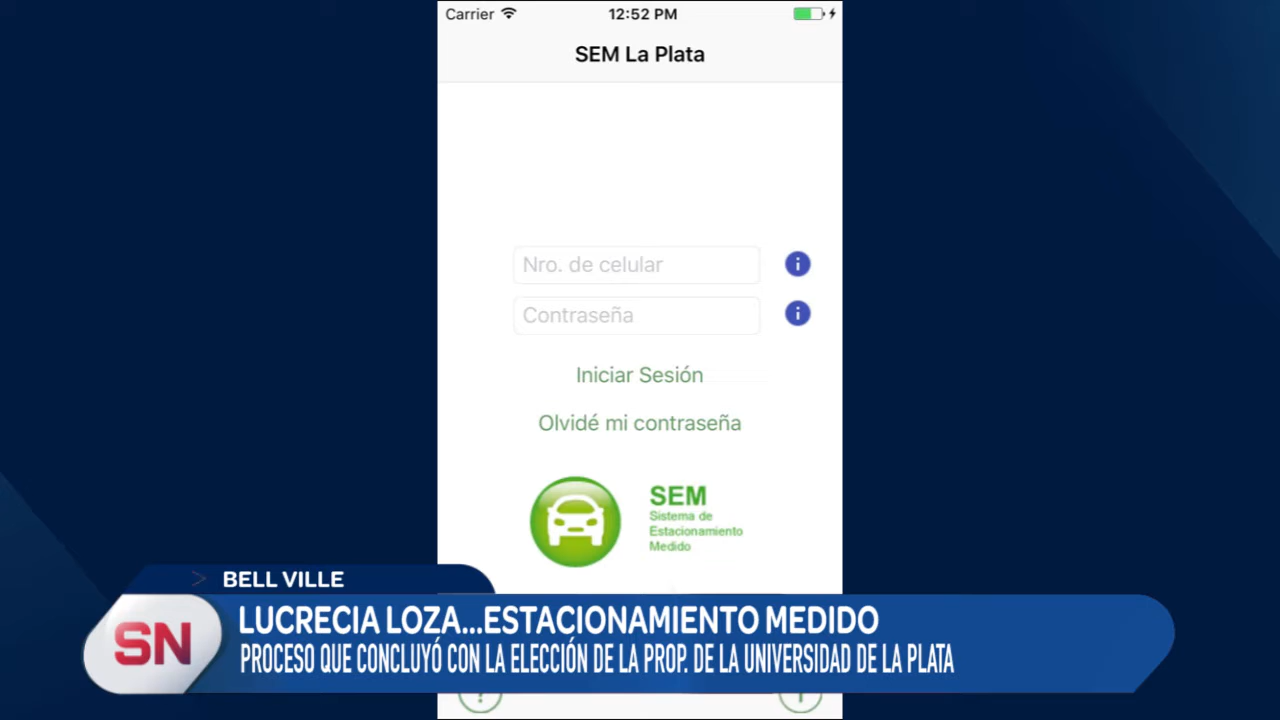 Carrier
12:52 PM
SEM La Plata
Nro. de celular
i
Contraseña
i
Iniciar Sesión
Olvidé mi contraseña
SEM
Sistema de
Estacionamiento
Medido
> BELL VILLE
SN
LUCRECIA LOZA...ESTACIONAMIENTO MEDIDO
PROCESO QUE CONCLUYÓ CON LA ELECCIÓN DE LA PROP. DE LA UNIVERSIDAD DE LA PLATA